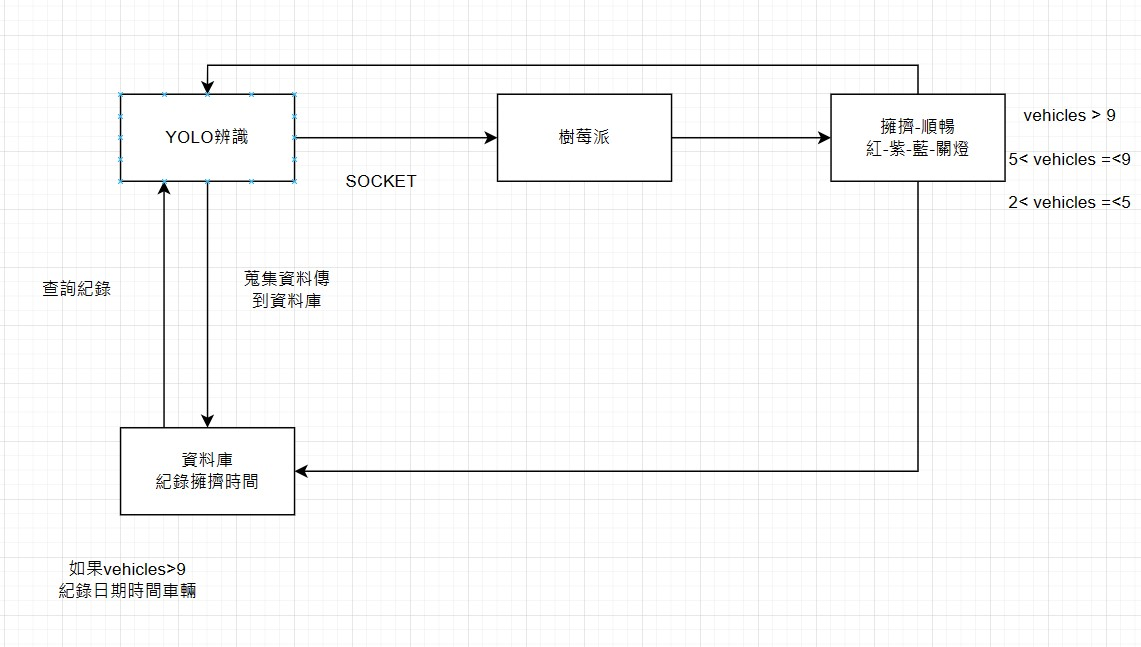 YOLO辨識
SOCKET
樹莓派
擁擠-順暢
紅-紫-藍-關燈
vehicles > 9
5< vehicles =<9
2< vehicles =<5
查詢紀錄
蒐集資料傳
到資料庫
資料庫
紀錄擁擠時間
如果vehicles>9
紀錄日期時間車輛